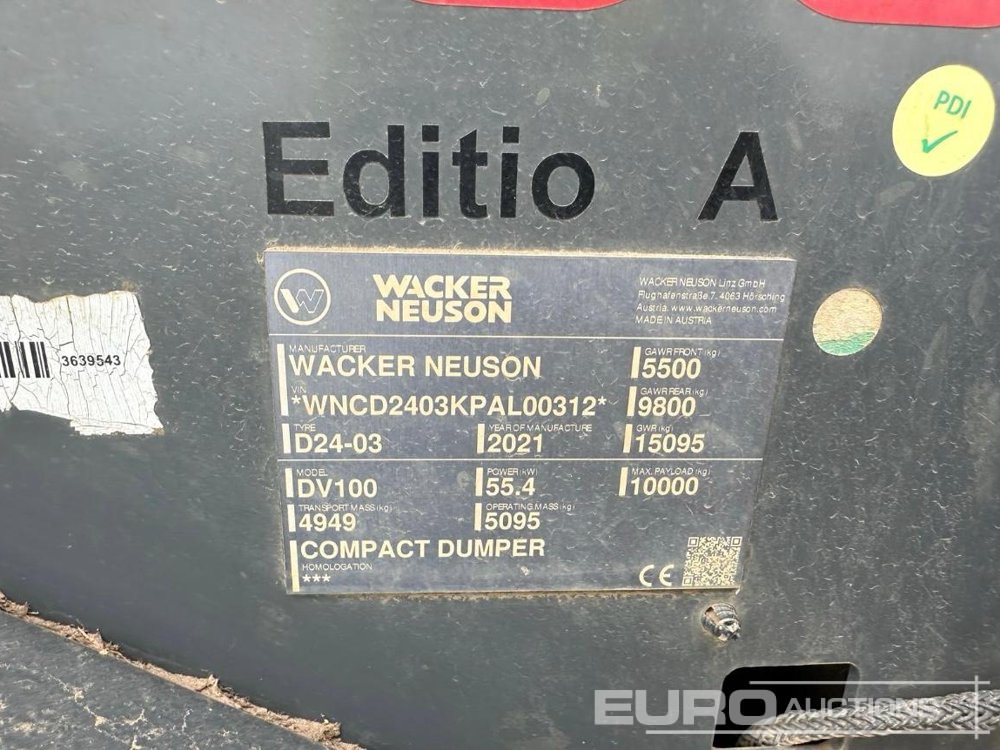 PDI
Editio A
WACKER
NEUSON
WACKER NEUSON Linz GmbH
Flughafenstraße 7, 4063 Hörsching
Austria, www.wackerneuson.com
MADE IN AUSTRIA
MANUFACTURER
WACKER NEUSON
GAWR FRONT (kg)
5500
VIN
*WNCD2403KPAL00312*
GAWR REAR (kg)
9800
TYPE
D24-03
YEAR OF MANUFACTURE
2021
GWR (kg)
15095
MODEL
DV100
POWER (kW)
55.4
MAX. PAYLOAD (kg)
10000
TRANSPORT MASS (kg)
4949
OPERATING MASS (kg)
5095
COMPACT DUMPER
HOMOLOGATION
***
CE
3639543
EURO AUCTIONS